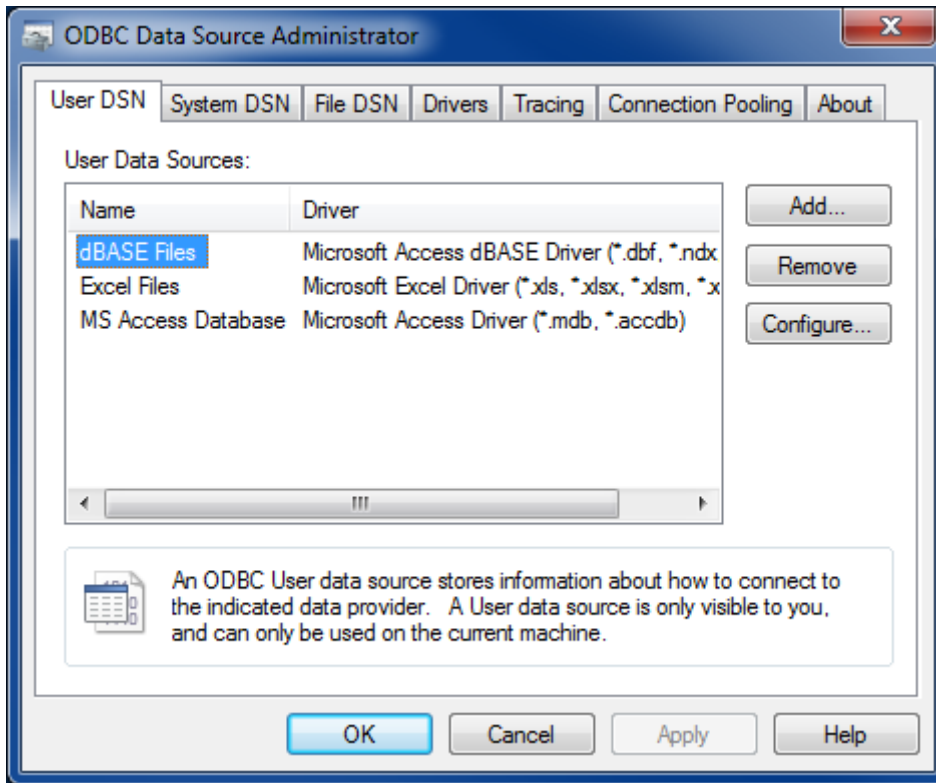 ODBC Data Source Administrator
User DSN System DSN File DSN Drivers Tracing Connection Pooling About
User Data Sources:
Name Driver
dBASE Files Microsoft Access dBASE Driver (*.dbf, *.ndx
Excel Files Microsoft Excel Driver (*.xls, *.xlsx, *.xlsm, *.x
MS Access Database Microsoft Access Driver (*.mdb, *.accdb)
Add...
Remove
Configure...
An ODBC User data source stores information about how to connect to
the indicated data provider. A User data source is only visible to you,
and can only be used on the current machine.
OK Cancel Apply Help